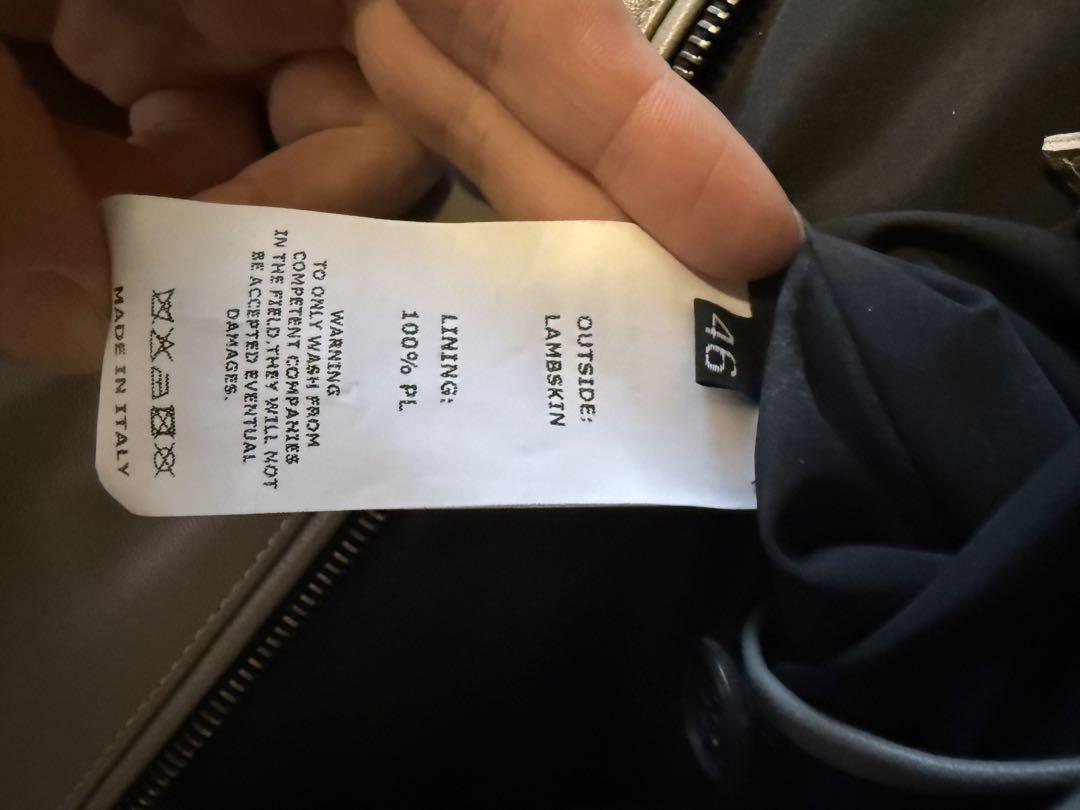 46
OUTSIDE:
LAMBSKIN
LINING:
100% PL
WARNING
TO ONLY WASH FROM
COMPETENT COMPANIES
IN THE FIELD.THEY WILL NOT
BE ACCEPTED EVENTUAL
DAMAGES.
MADE IN ITALY